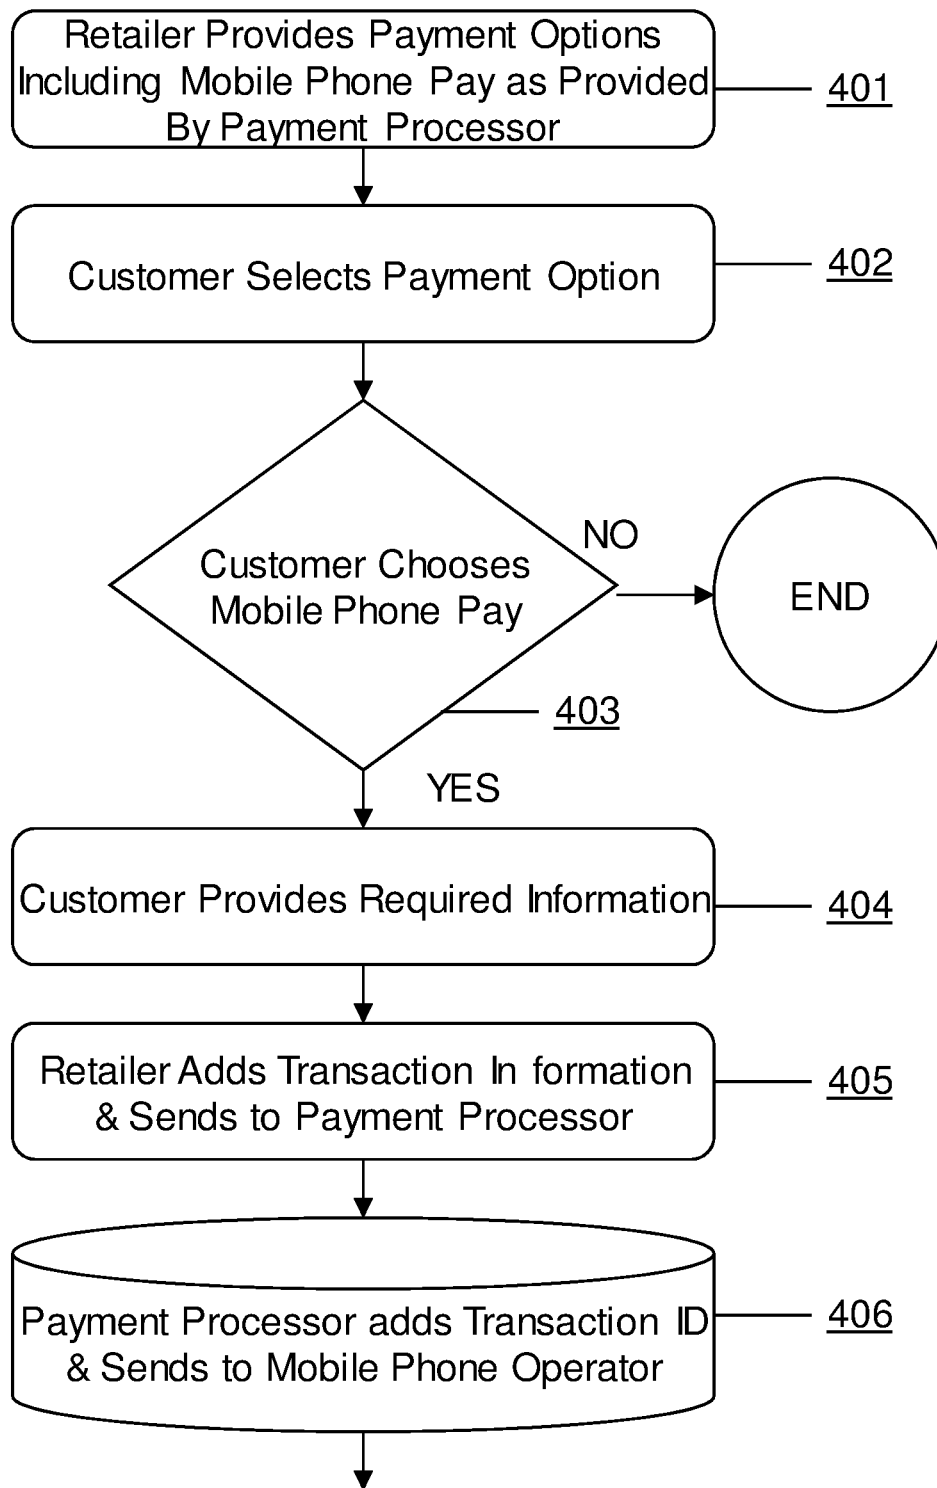 Retailer Provides Payment Options
Including Mobile Phone Pay as Provided
By Payment Processor
401
Customer Selects Payment Option
402
Customer Chooses
Mobile Phone Pay
NO
END
403
YES
Customer Provides Required Information
404
Retailer Adds Transaction In formation
& Sends to Payment Processor
405
Payment Processor adds Transaction ID
& Sends to Mobile Phone Operator
406